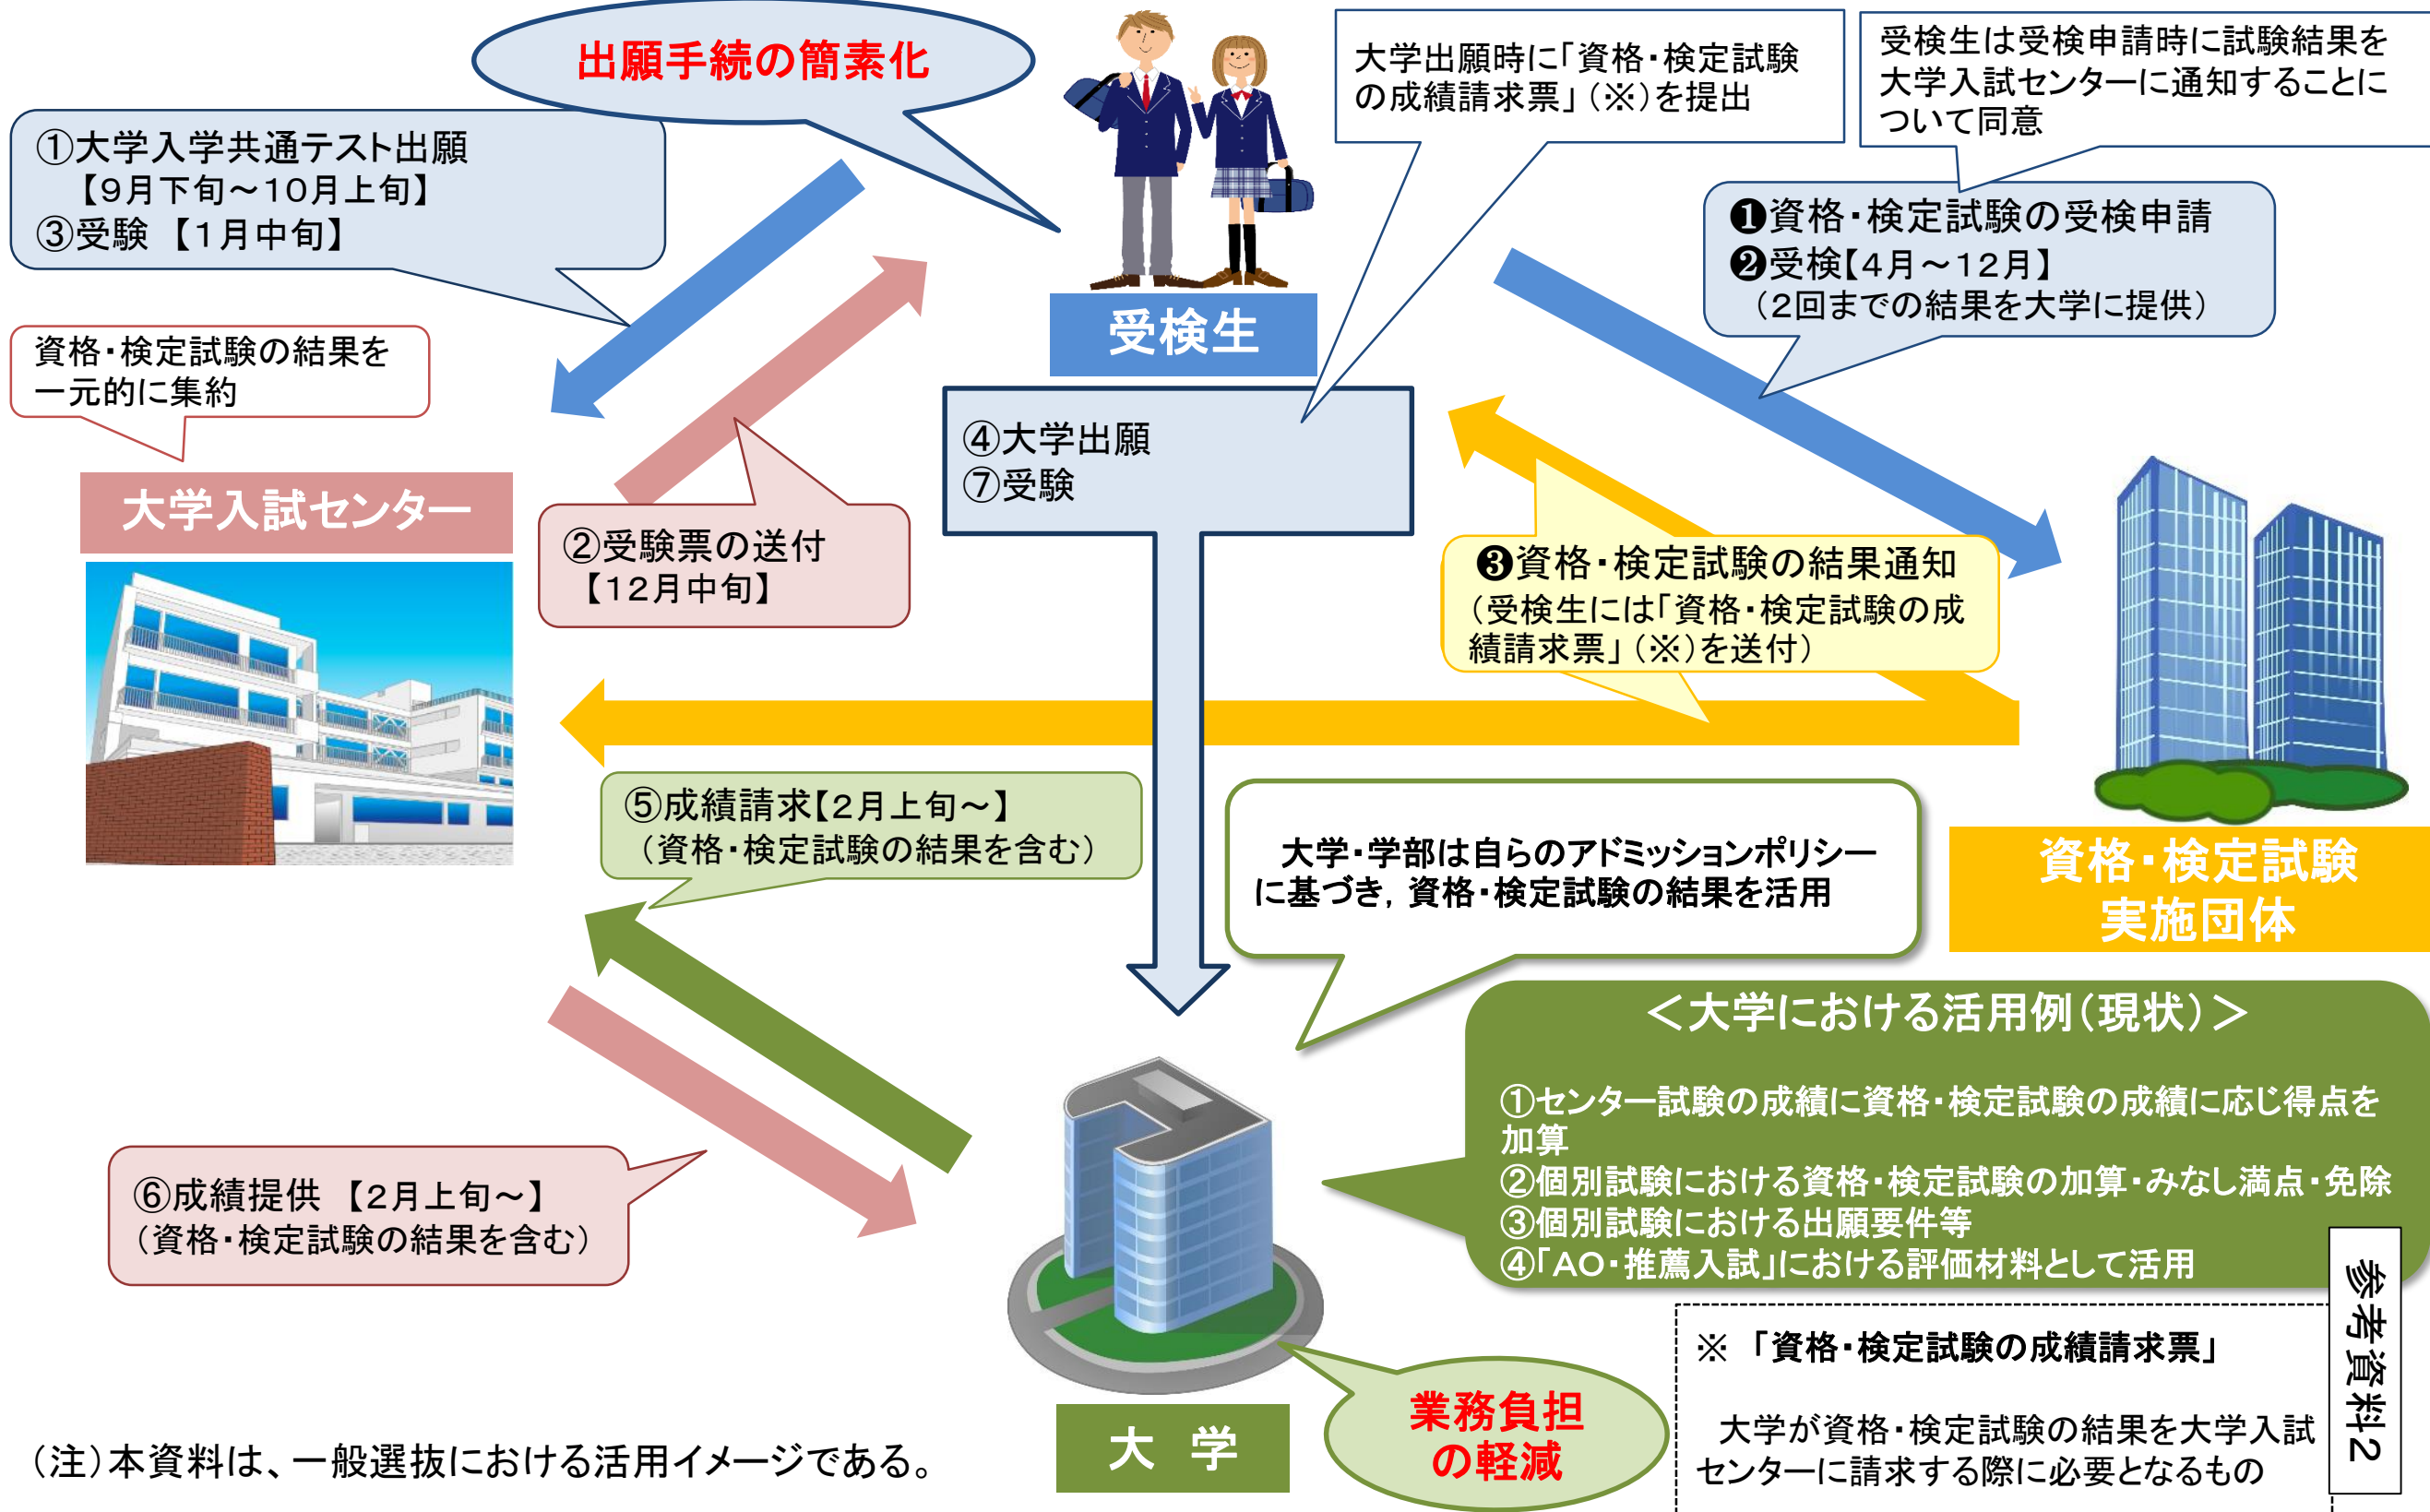 出願手続の簡素化
大学出願時に「資格・検定試験
の成績請求票」（※）を提出
受検生は受検申請時に試験結果を
大学入試センターに通知することに
ついて同意
①大学入学共通テスト出願
【９月下旬～１０月上旬】
③受験 【１月中旬】
❶資格・検定試験の受検申請
❷受検【４月～１２月】
（２回までの結果を大学に提供）
受検生
資格・検定試験の結果を
一元的に集約
大学入試センター
④大学出願
⑦受験
②受験票の送付
【１２月中旬】
❸資格・検定試験の結果通知
（受検生には「資格・検定試験の成
績請求票」（※）を送付）
⑤成績請求【２月上旬～】
（資格・検定試験の結果を含む）
大学・学部は自らのアドミッションポリシー
に基づき，資格・検定試験の結果を活用
資格・検定試験
実施団体
＜大学における活用例（現状）＞
①センター試験の成績に資格・検定試験の成績に応じ得点を
加算
②個別試験における資格・検定試験の加算・みなし満点・免除
③個別試験における出願要件等
④「AO・推薦入試」における評価材料として活用
⑥成績提供 【２月上旬～】
（資格・検定試験の結果を含む）
参考資料２
※ 「資格・検定試験の成績請求票」
大学が資格・検定試験の結果を大学入試
センターに請求する際に必要となるもの
業務負担
の軽減
大 学
（注）本資料は、一般選抜における活用イメージである。